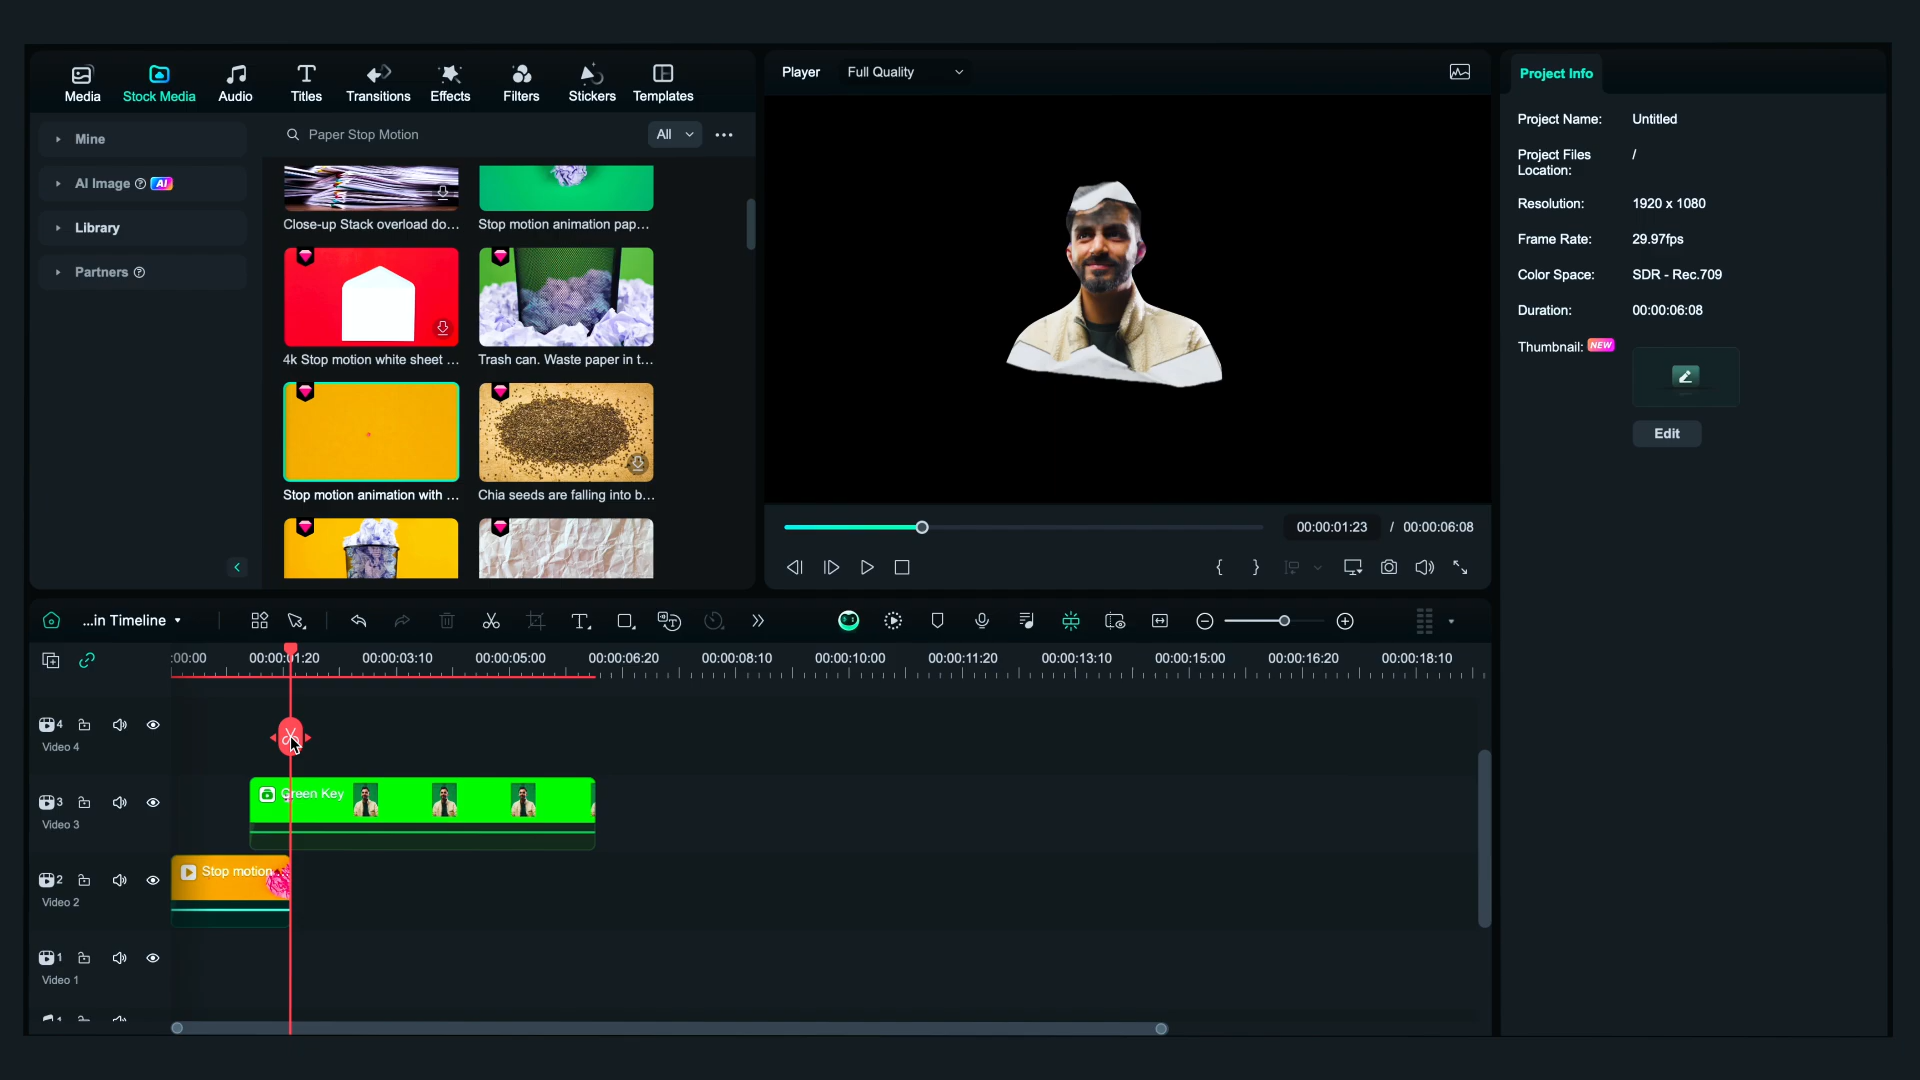 Media
Stock Media
Audio
Titles
Transitions
Effects
Filters
Stickers
Templates
Mine
AI Image AI
Library
Partners
Paper Stop Motion
All
Close-up Stack overload do...
Stop motion animation pap...
4k Stop motion white sheet ...
Trash can. Waste paper in t...
Stop motion animation with ...
Chia seeds are falling into b...
Player
Full Quality
00:00:01:23 / 00:00:06:08
Project Info
Project Name: Untitled
Project Files Location: /
Resolution: 1920 x 1080
Frame Rate: 29.97fps
Color Space: SDR - Rec.709
Duration: 00:00:06:08
Thumbnail: NEW
Edit
...in Timeline
:00:00
00:00:01:20
00:00:03:10
00:00:05:00
00:00:06:20
00:00:08:10
00:00:10:00
00:00:11:20
00:00:13:10
00:00:15:00
00:00:16:20
00:00:18:10
4
Video 4
3
Video 3
Green Key
2
Video 2
Stop motion...
1
Video 1
1